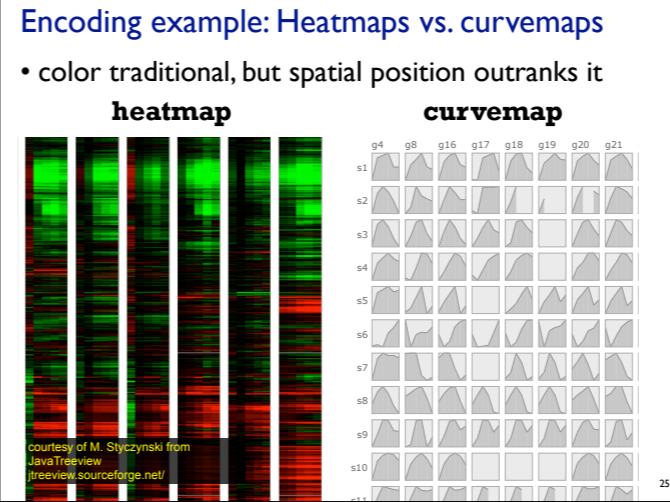 Encoding example: Heatmaps vs. curvemaps
• color traditional, but spatial position outranks it
heatmap
curvemap
g4 g8 g16 g17 g18 g19 g20 g21
s1
s2
s3
s4
s5
s6
s7
s8
s9
s10
s11
courtesy of M. Styczynski from
JavaTreeview
jtreeview.sourceforge.net/
25